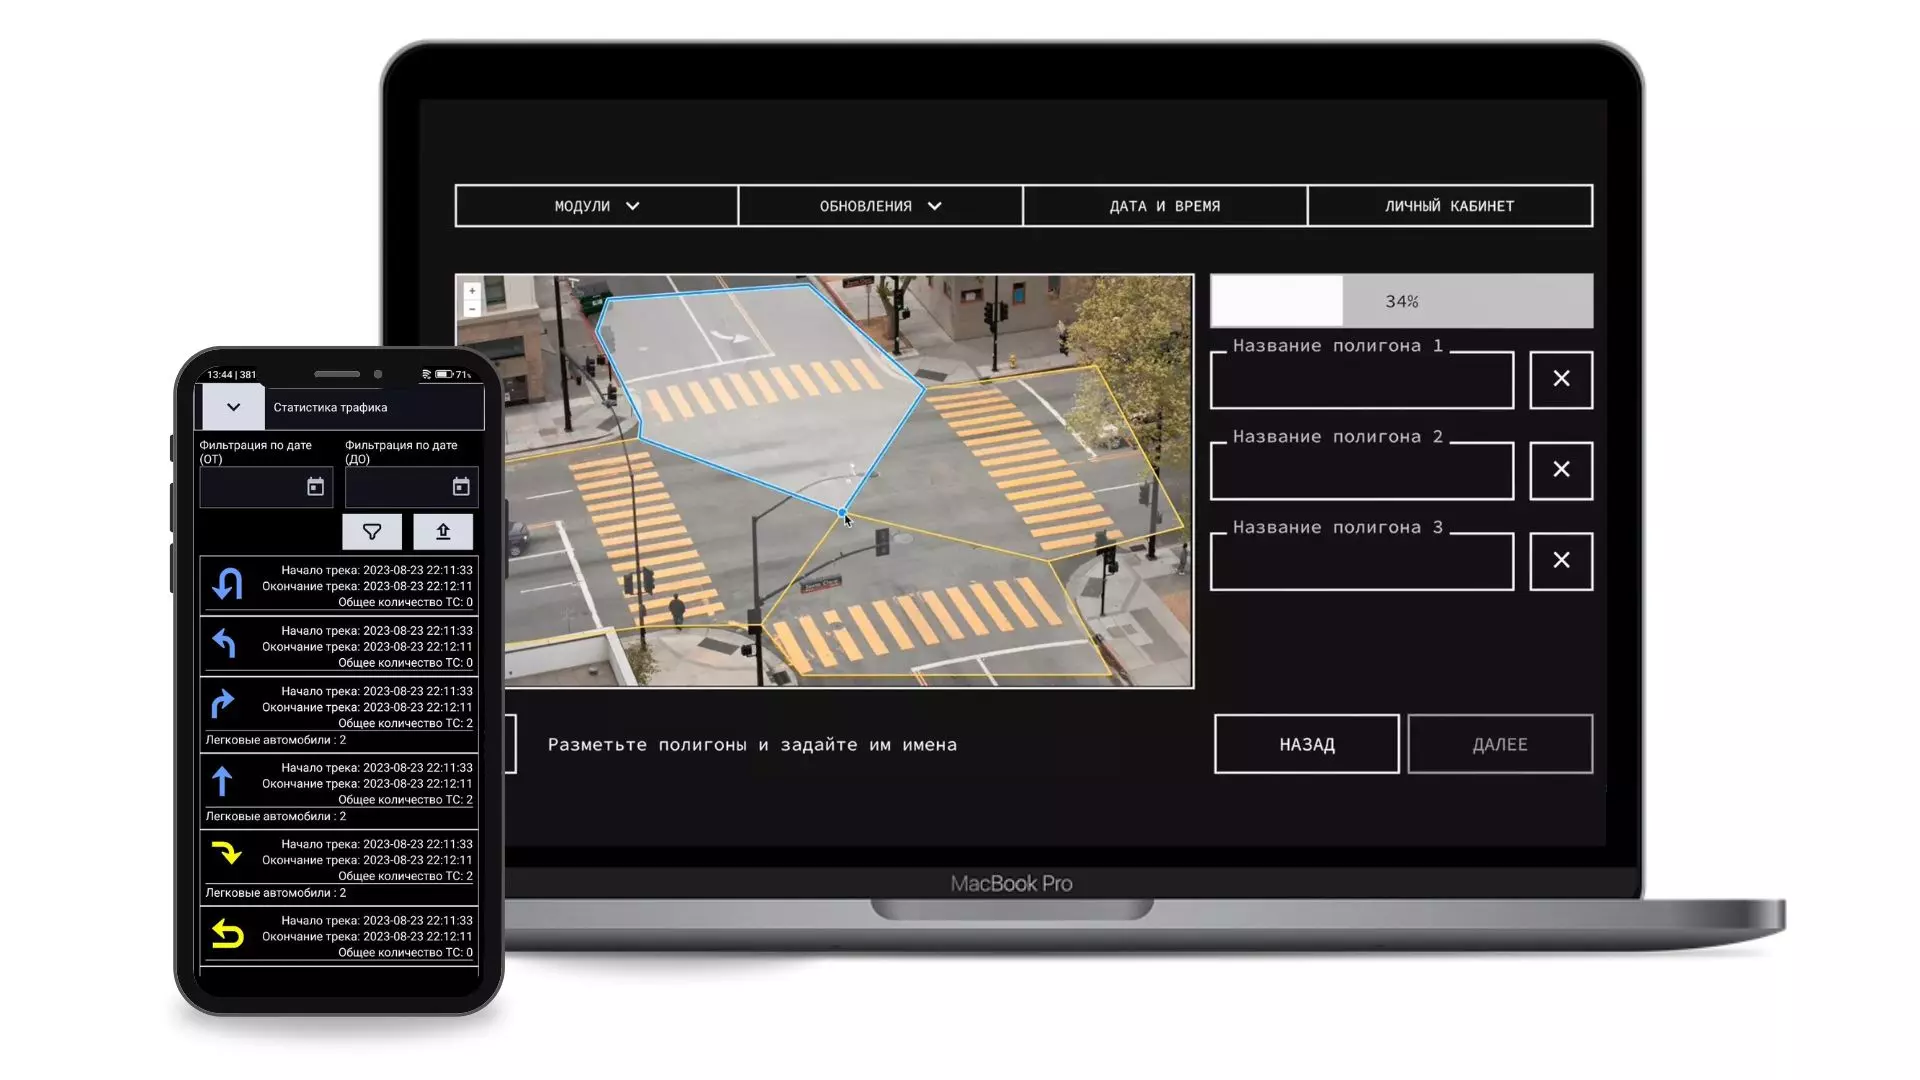 МОДУЛИ
ОБНОВЛЕНИЯ
ДАТА И ВРЕМЯ
ЛИЧНЫЙ КАБИНЕТ
+
−
34%
Название полигона 1
Название полигона 2
Название полигона 3
Разметьте полигоны и задайте им имена
НАЗАД
ДАЛЕЕ
MacBook Pro
13:44 | 381
71%
Статистика трафика
Фильтрация по дате
(ОТ)
Фильтрация по дате
(ДО)
Начало трека: 2023-08-23 22:11:33
Окончание трека: 2023-08-23 22:12:11
Общее количество ТС: 0
Начало трека: 2023-08-23 22:11:33
Окончание трека: 2023-08-23 22:12:11
Общее количество ТС: 0
Начало трека: 2023-08-23 22:11:33
Окончание трека: 2023-08-23 22:12:11
Общее количество ТС: 2
Легковые автомобили : 2
Начало трека: 2023-08-23 22:11:33
Окончание трека: 2023-08-23 22:12:11
Общее количество ТС: 2
Легковые автомобили : 2
Начало трека: 2023-08-23 22:11:33
Окончание трека: 2023-08-23 22:12:11
Общее количество ТС: 2
Легковые автомобили : 2
Начало трека: 2023-08-23 22:11:33
Окончание трека: 2023-08-23 22:12:11
Общее количество ТС: 0